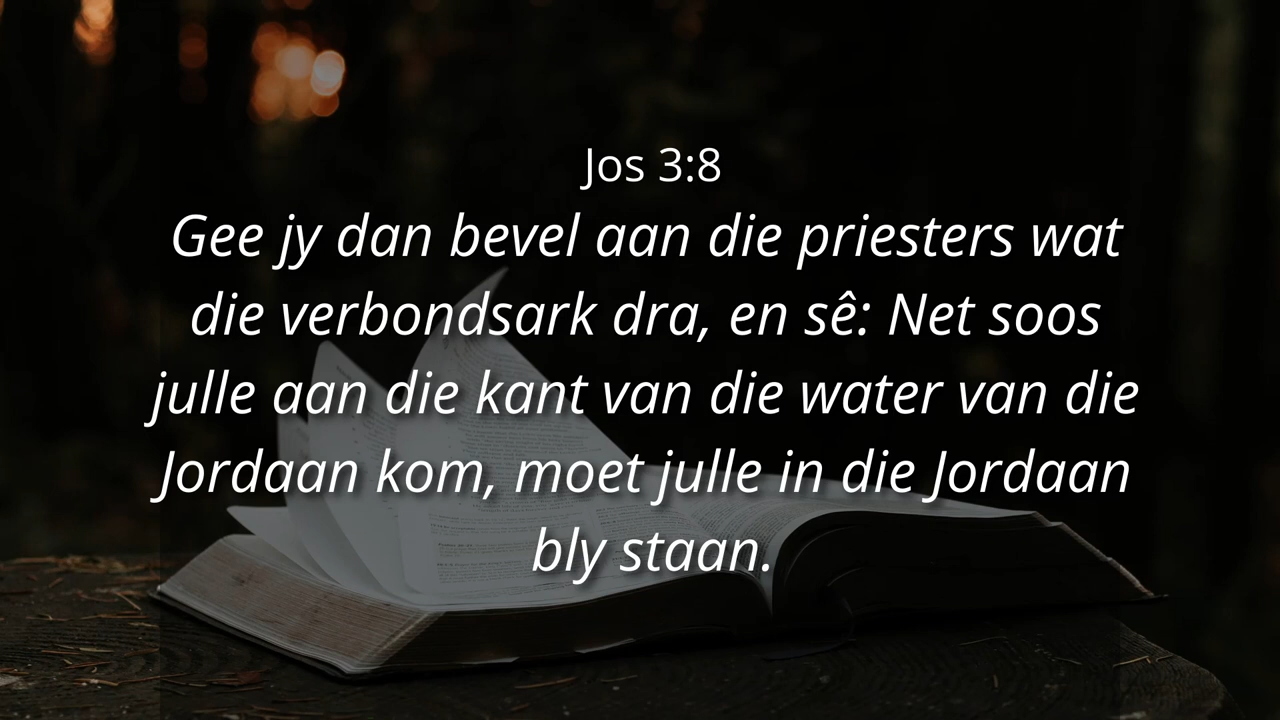 Jos 3:8
Gee jy dan bevel aan die priesters wat
die verbondsark dra, en sê: Net soos
julle aan die kant van die water van die
Jordaan kom, moet julle in die Jordaan
bly staan.